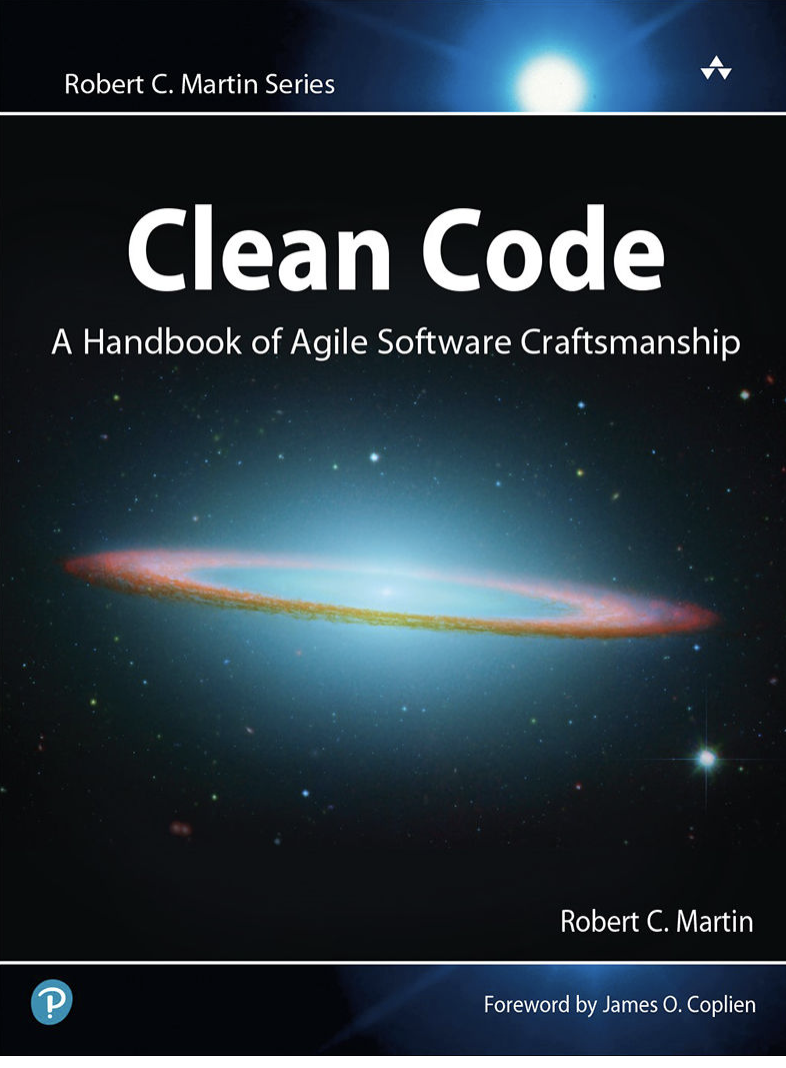 Robert C. Martin Series
Clean Code
A Handbook of Agile Software Craftsmanship
Robert C. Martin
Foreword by James O. Coplien